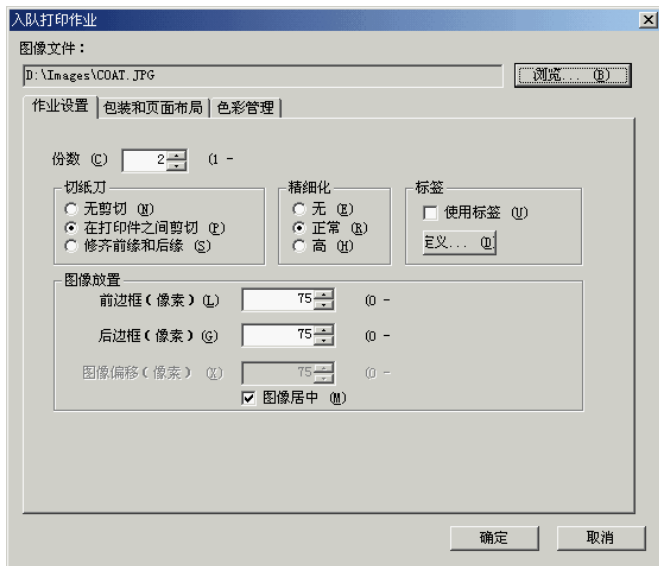 入队打印作业
图像文件：
D:\Images\COAT.JPG
浏览... (B)
作业设置 包装和页面布局 色彩管理
份数 (C) 2 (1 -
切纸刀
无剪切 (N)
在打印件之间剪切 (P)
修齐前缘和后缘 (S)
精细化
无 (E)
正常 (R)
高 (H)
标签
使用标签 (U)
定义... (D)
图像放置
前边框(像素) (L) 75 (0 -
后边框(像素) (G) 75 (0 -
图像偏移(像素) (X) 75 (0 -
图像居中 (M)
确定 取消